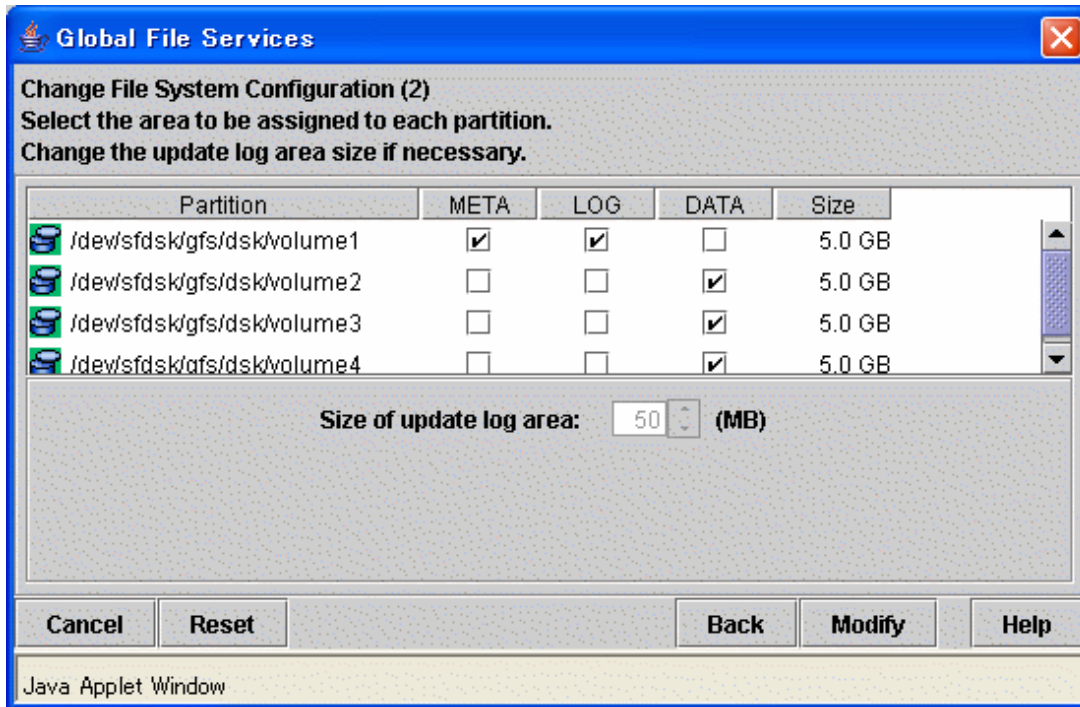 Global File Services
Change File System Configuration (2)
Select the area to be assigned to each partition.
Change the update log area size if necessary.
Partition META LOG DATA Size
/dev/sfdsk/gfs/dsk/volume1 5.0 GB
/dev/sfdsk/gfs/dsk/volume2 5.0 GB
/dev/sfdsk/gfs/dsk/volume3 5.0 GB
/dev/sfdsk/gfs/dsk/volume4 5.0 GB
Size of update log area: 50 (MB)
Cancel Reset Back Modify Help
Java Applet Window